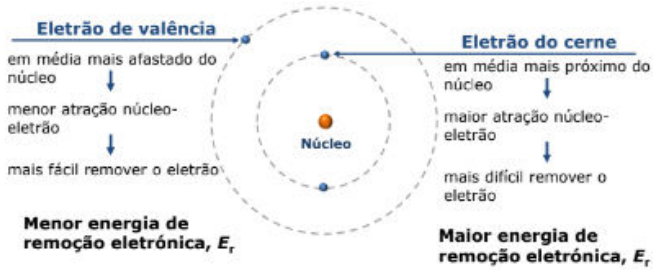 Eletrão de valência
em média mais afastado do
núcleo
menor atração núcleo-
eletrão
mais fácil remover o eletrão
Menor energia de
remoção eletrónica, Er
Núcleo
Eletrão do cerne
em média mais próximo do
núcleo
maior atração núcleo-
eletrão
mais difícil remover o
eletrão
Maior energia de
remoção eletrónica, Er